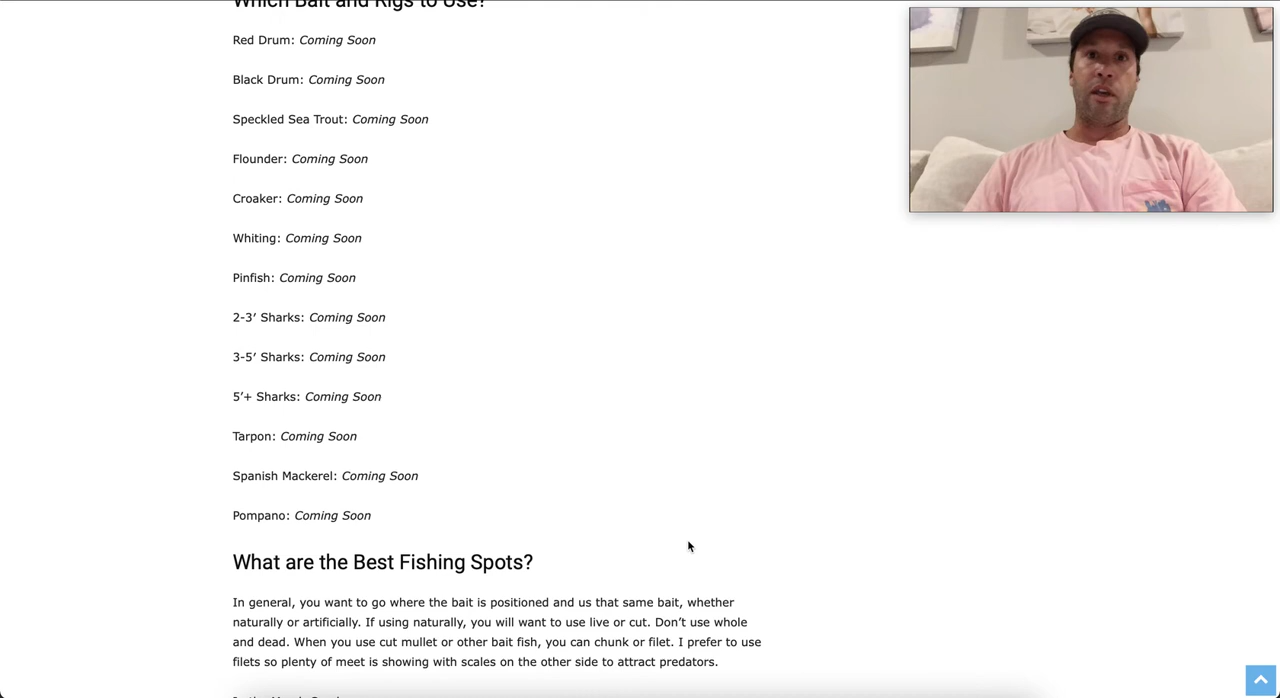 Which Bait and Rigs to Use?
Red Drum: Coming Soon
Black Drum: Coming Soon
Speckled Sea Trout: Coming Soon
Flounder: Coming Soon
Croaker: Coming Soon
Whiting: Coming Soon
Pinfish: Coming Soon
2-3’ Sharks: Coming Soon
3-5’ Sharks: Coming Soon
5’+ Sharks: Coming Soon
Tarpon: Coming Soon
Spanish Mackerel: Coming Soon
Pompano: Coming Soon
What are the Best Fishing Spots?
In general, you want to go where the bait is positioned and us that same bait, whether
naturally or artificially. If using naturally, you will want to use live or cut. Don’t use whole
and dead. When you use cut mullet or other bait fish, you can chunk or filet. I prefer to use
filets so plenty of meet is showing with scales on the other side to attract predators.